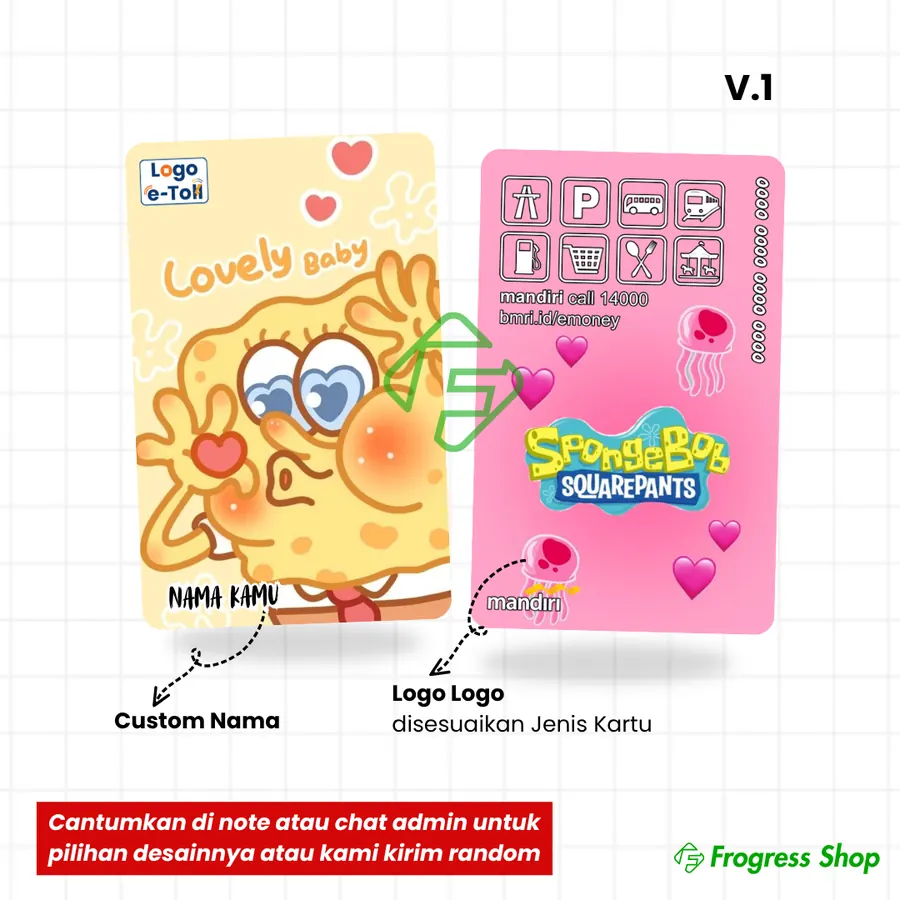 V.1
Logo
e-Toll
Lovely Baby
NAMA KAMU
P
mandiri call 14000
bmri.id/emoney
0000 0000 0000 0000
SpongeBob
SQUAREPANTS
mandiri
Custom Nama
Logo Logo
disesuaikan Jenis Kartu
Cantumkan di note atau chat admin untuk
pilihan desainnya atau kami kirim random
Frogress Shop